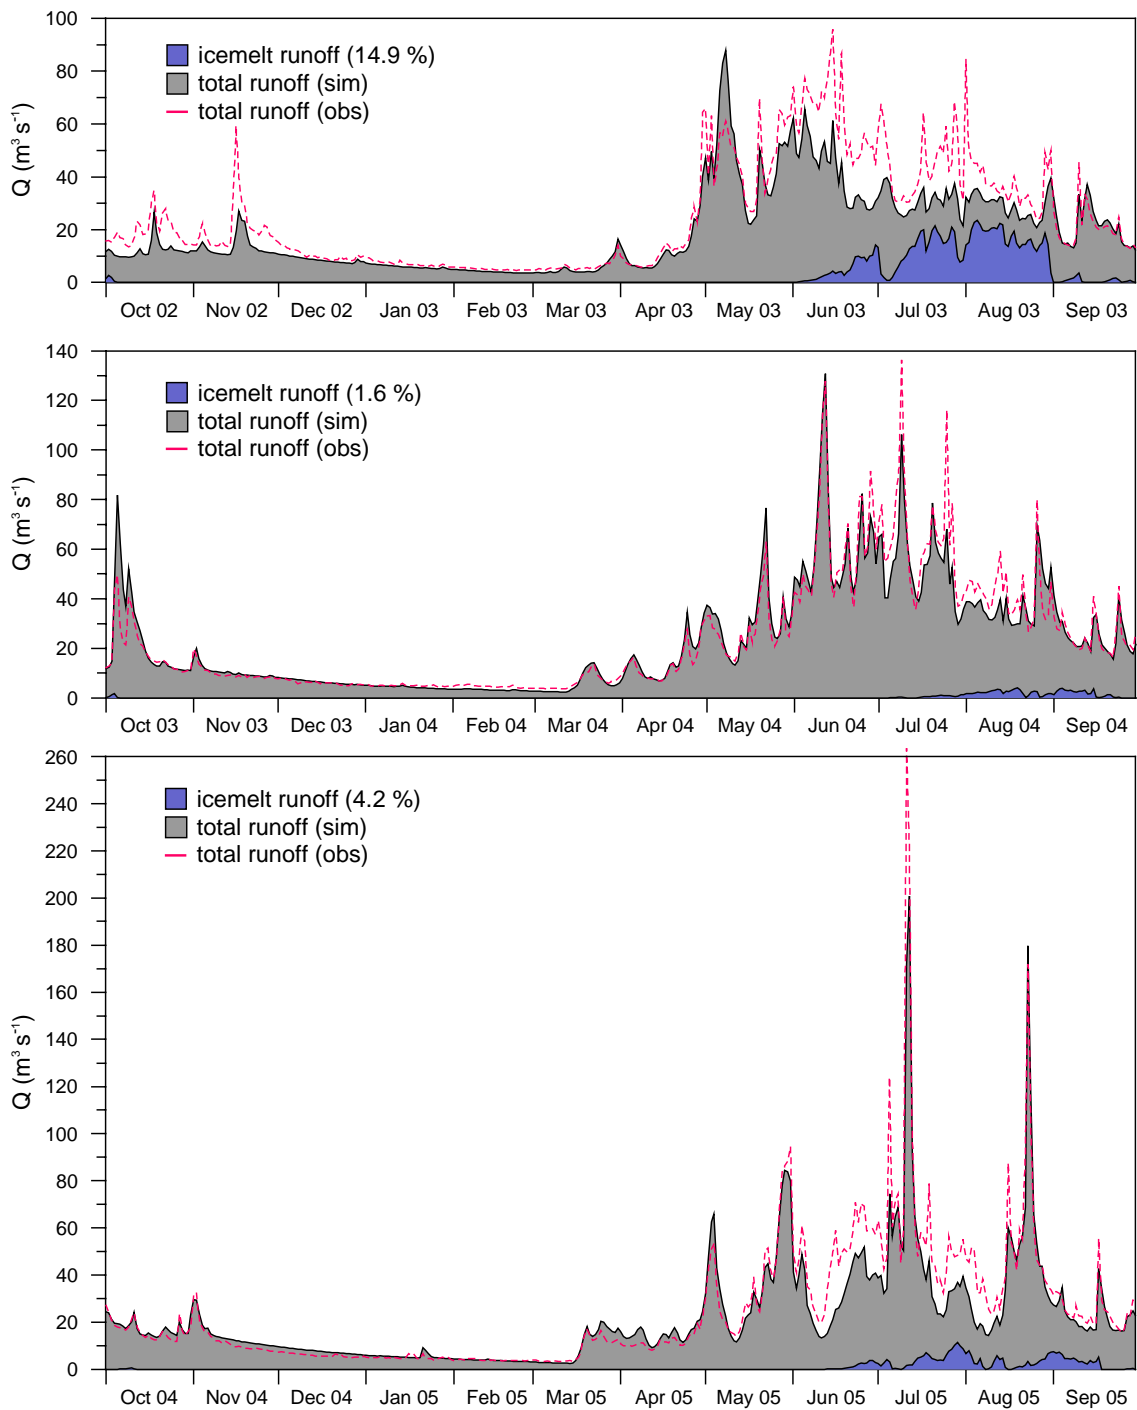 100
80
60
40
20
0
Q (m³ s⁻¹)
icemelt runoff (14.9 %)
total runoff (sim)
total runoff (obs)
Oct 02 Nov 02 Dec 02 Jan 03 Feb 03 Mar 03 Apr 03 May 03 Jun 03 Jul 03 Aug 03 Sep 03
140
120
100
80
60
40
20
0
Q (m³ s⁻¹)
icemelt runoff (1.6 %)
total runoff (sim)
total runoff (obs)
Oct 03 Nov 03 Dec 03 Jan 04 Feb 04 Mar 04 Apr 04 May 04 Jun 04 Jul 04 Aug 04 Sep 04
260
240
220
200
180
160
140
120
100
80
60
40
20
0
Q (m³ s⁻¹)
icemelt runoff (4.2 %)
total runoff (sim)
total runoff (obs)
Oct 04 Nov 04 Dec 04 Jan 05 Feb 05 Mar 05 Apr 05 May 05 Jun 05 Jul 05 Aug 05 Sep 05